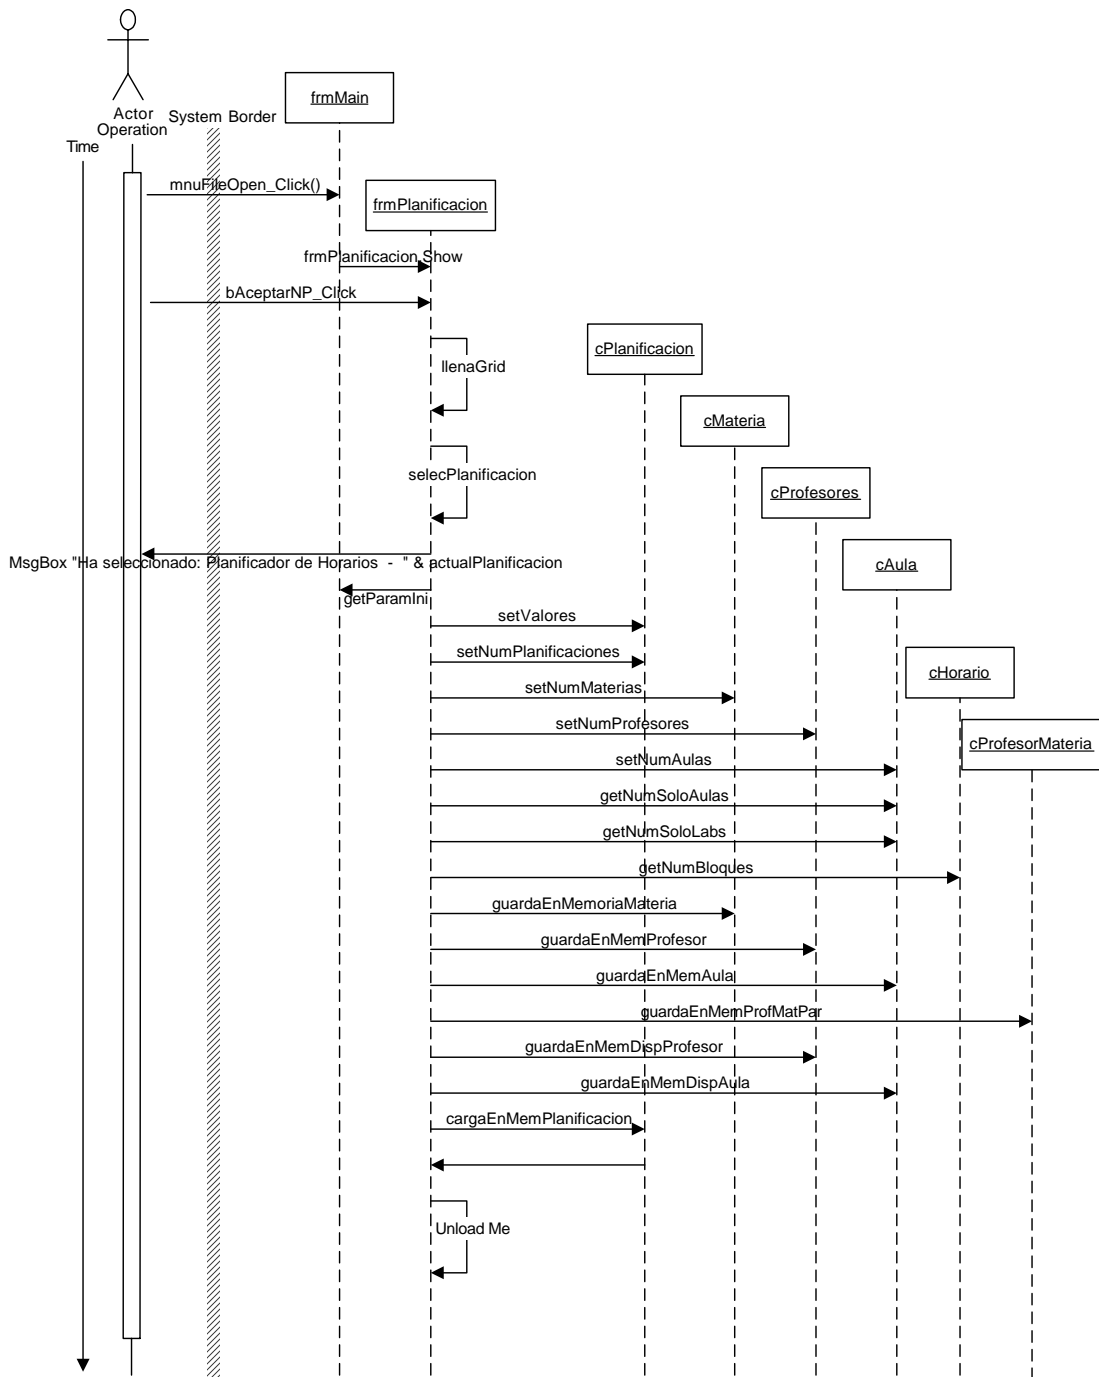 frmMain
Actor
Operation
System Border
Time
mnuFileOpen_Click()
frmPlanificacion
frmPlanificacion.Show
bAceptarNP_Click
cPlanificacion
llenaGrid
cMateria
selecPlanificacion
cProfesores
MsgBox "Ha seleccionado: Planificador de Horarios - " & actualPlanificacion
cAula
getParamIni
setValores
setNumPlanificaciones
cHorario
setNumMaterias
setNumProfesores
cProfesorMateria
setNumAulas
getNumSoloAulas
getNumSoloLabs
getNumBloques
guardaEnMemoriaMateria
guardaEnMemProfesor
guardaEnMemAula
guardaEnMemProfMatPar
guardaEnMemDispProfesor
guardaEnMemDispAula
cargaEnMemPlanificacion
Unload Me